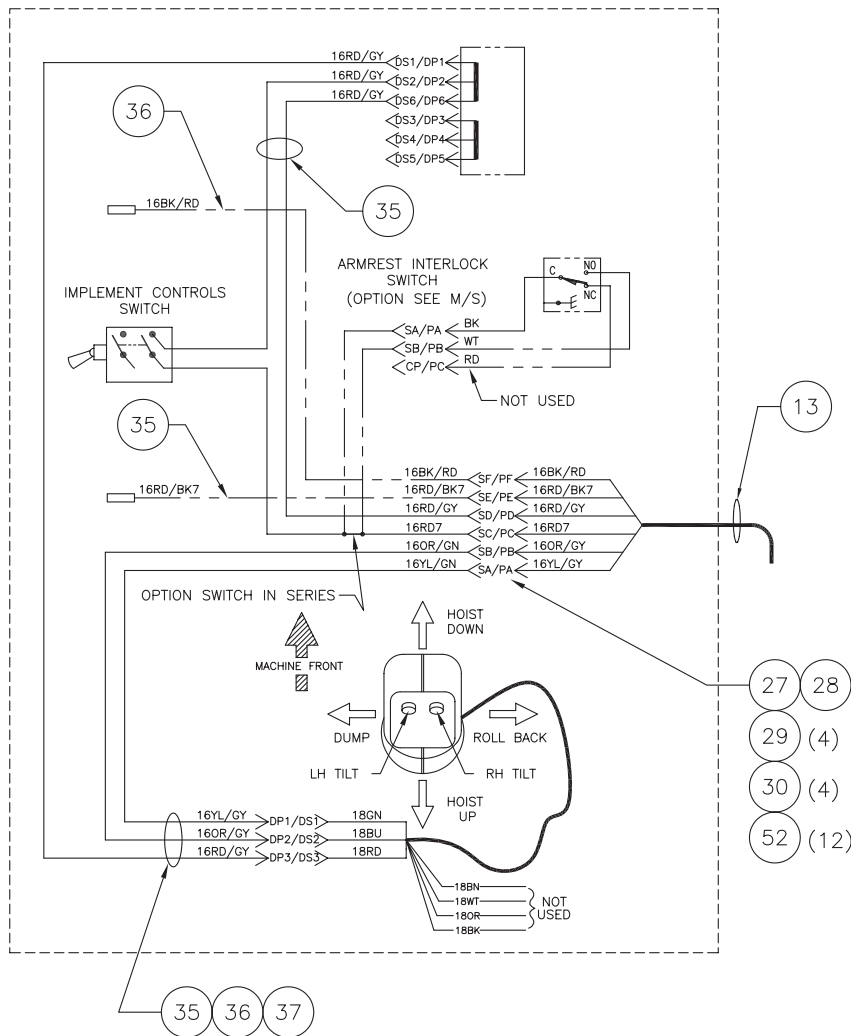 16RD/GY DS1/DP1
16RD/GY DS2/DP2
16RD/GY DS6/DP6
DS3/DP3
DS4/DP4
DS5/DP5
36
35
16BK/RD
ARMREST INTERLOCK
SWITCH
(OPTION SEE M/S)
C NO
NC
IMPLEMENT CONTROLS
SWITCH
SA/PA BK
SB/PB WT
CP/PC RD
NOT USED
13
35
16BK/RD SF/PF 16BK/RD
16RD/BK7 16RD/BK7 SE/PE 16RD/BK7
16RD/GY SD/PD 16RD/GY
16RD7 SC/PC 16RD7
16OR/GN SB/PB 16OR/GY
16YL/GN SA/PA 16YL/GY
OPTION SWITCH IN SERIES
HOIST
DOWN
MACHINE FRONT
27 28
DUMP ROLL BACK
29 (4)
LH TILT RH TILT
30 (4)
HOIST
UP
52 (12)
16YL/GY DP1/DS1 18GN
16OR/GY DP2/DS2 18BU
16RD/GY DP3/DS3 18RD
18BN
18WT
18OR
18BK
NOT
USED
35 36 37